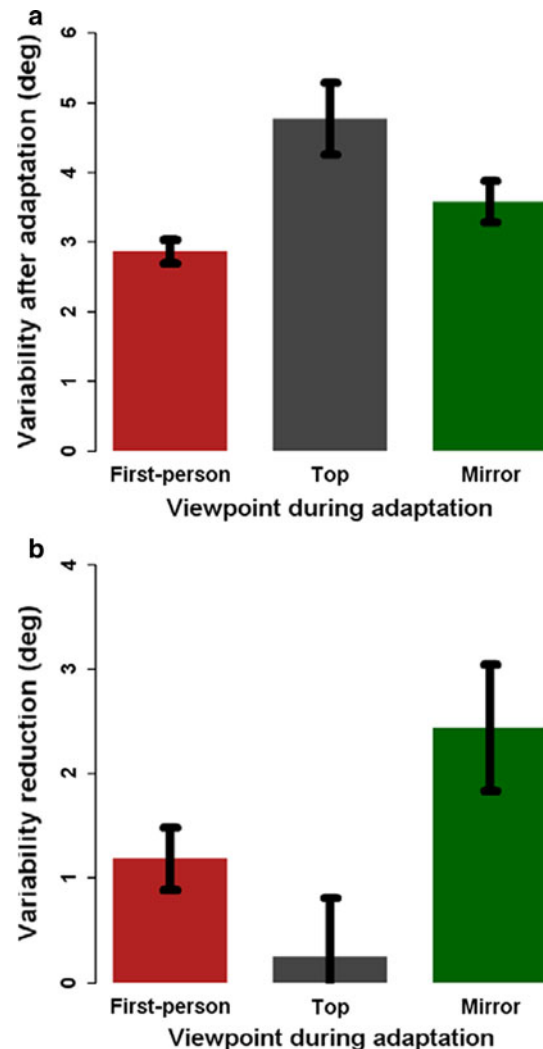 a
Variability after adaptation (deg)
6
5
4
3
2
1
0
First-person Top Mirror
Viewpoint during adaptation
b
Variability reduction (deg)
4
3
2
1
0
First-person Top Mirror
Viewpoint during adaptation